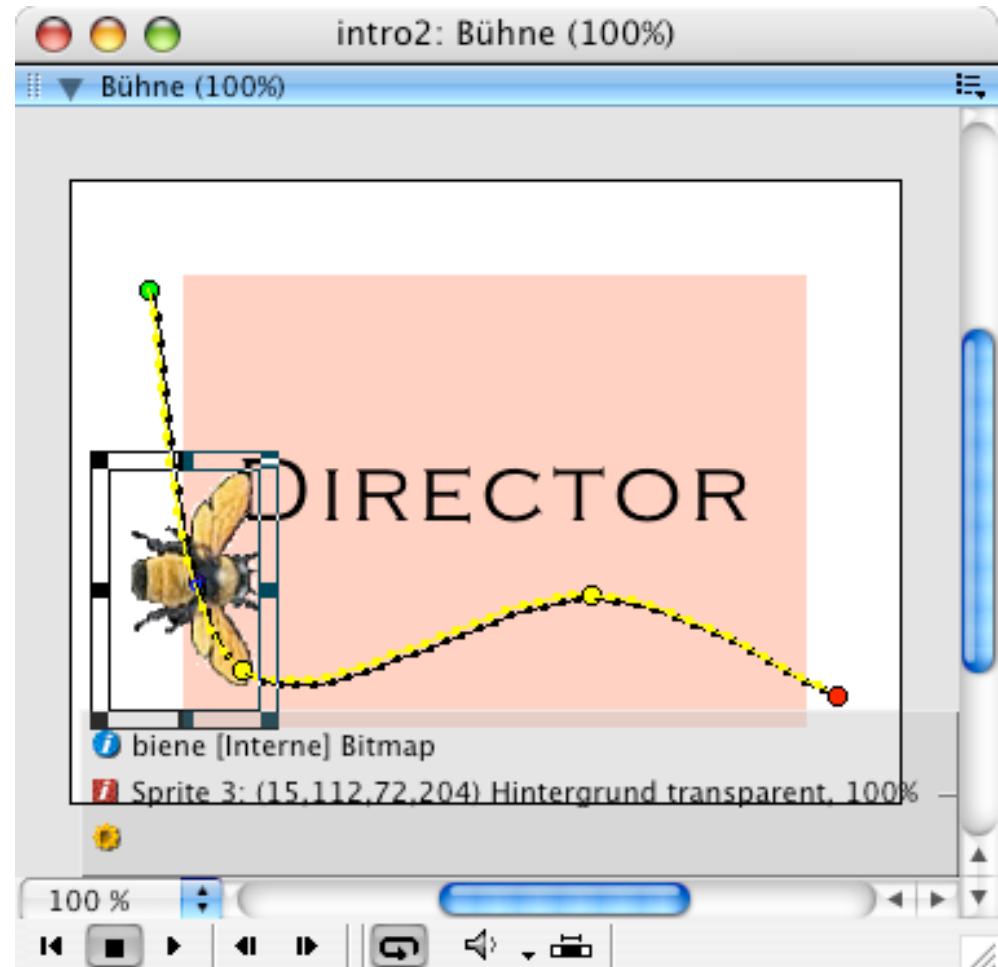 intro2: Bühne (100%)
Bühne (100%)
DIRECTOR
biene [Interne] Bitmap
Sprite 3: (15,112,72,204) Hintergrund transparent, 100%
100 %